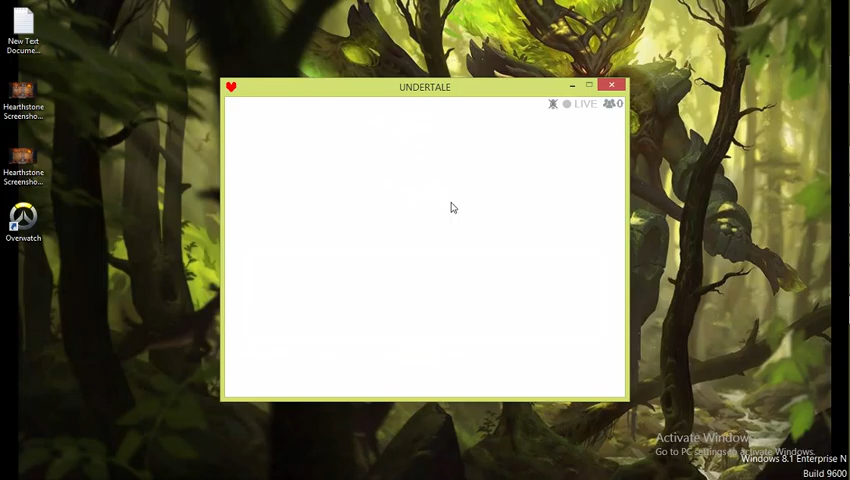 New Text
Docume...
Hearthstone
Screensho...
Hearthstone
Screensho...
Overwatch
UNDERTALE
LIVE 0
Activate Windows
Go to PC settings to activate Windows.
Windows 8.1 Enterprise N
Build 9600